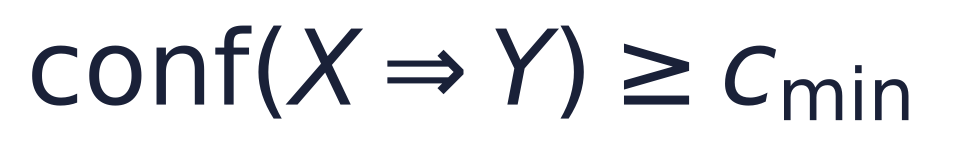 conf(X ⇒ Y) ≥ c_min